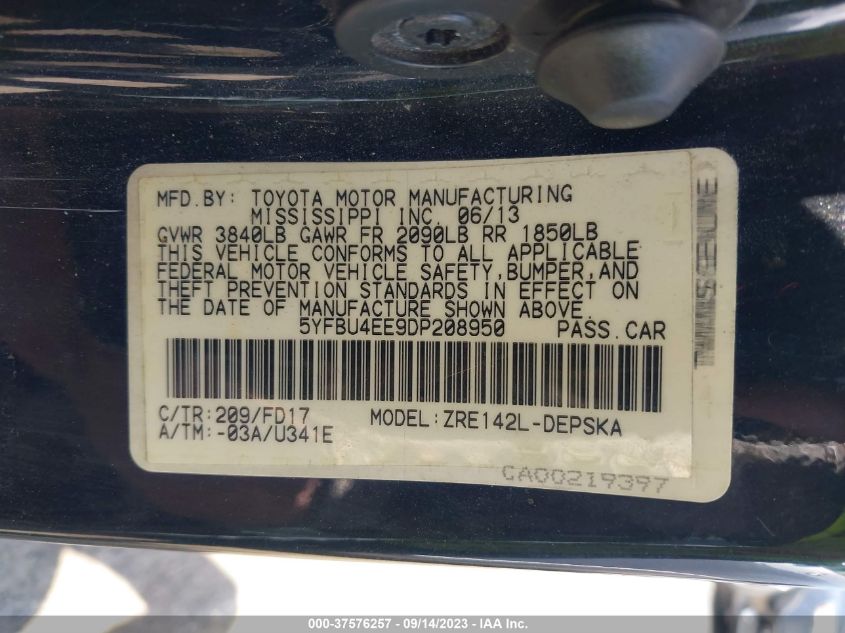 MFD.BY: TOYOTA MOTOR MANUFACTURING
MISSISSIPPI INC. 06/13
GVWR 3840LB GAWR FR 2090LB RR 1850LB
THIS VEHICLE CONFORMS TO ALL APPLICABLE
FEDERAL MOTOR VEHICLE SAFETY,BUMPER,AND
THEFT PREVENTION STANDARDS IN EFFECT ON
THE DATE OF MANUFACTURE SHOWN ABOVE.
5YFBU4EE9DP208950 PASS.CAR
C/TR:209/FD17 MODEL:ZRE142L-DEPSKA
A/TM:-03A/U341E
CA00219397
000-37576257 - 09/14/2023 - IAA Inc.